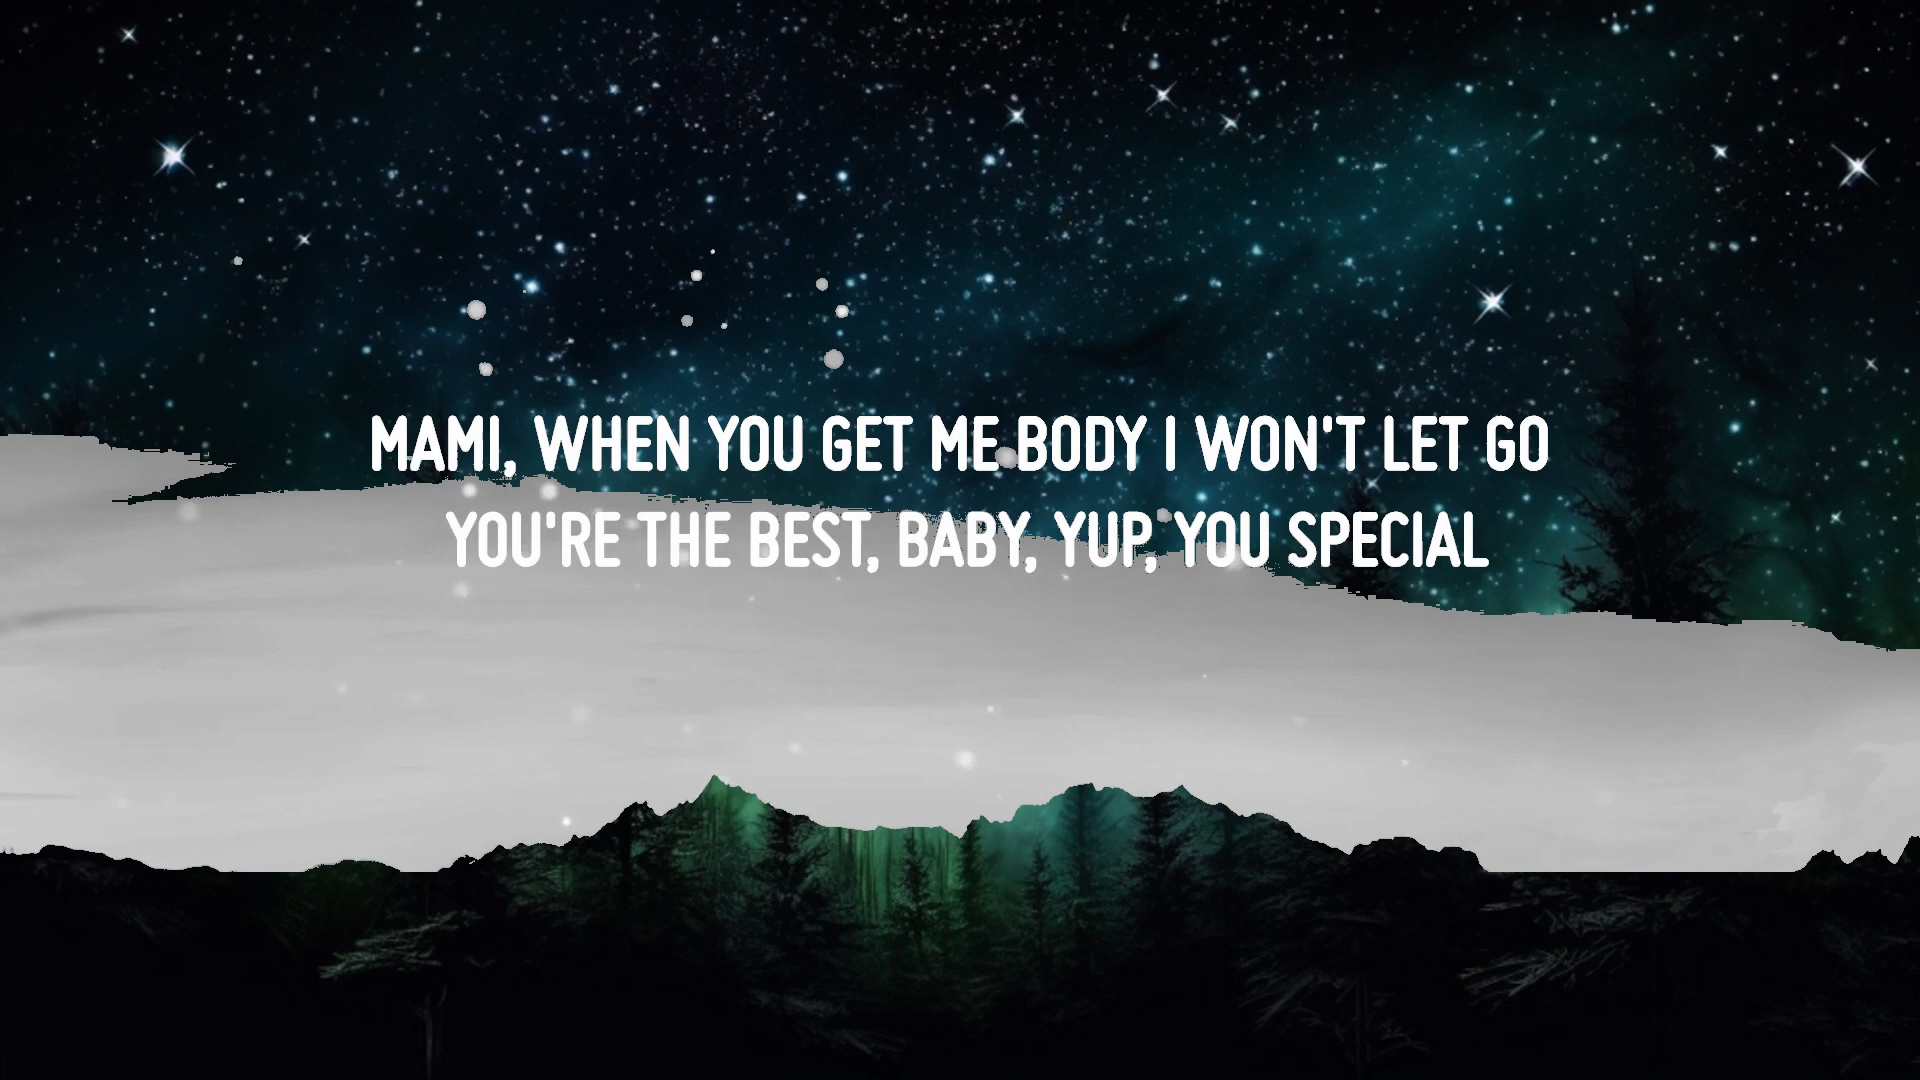 MAMI, WHEN YOU GET ME BODY I WON'T LET GO
YOU'RE THE BEST, BABY, YUP, YOU SPECIAL